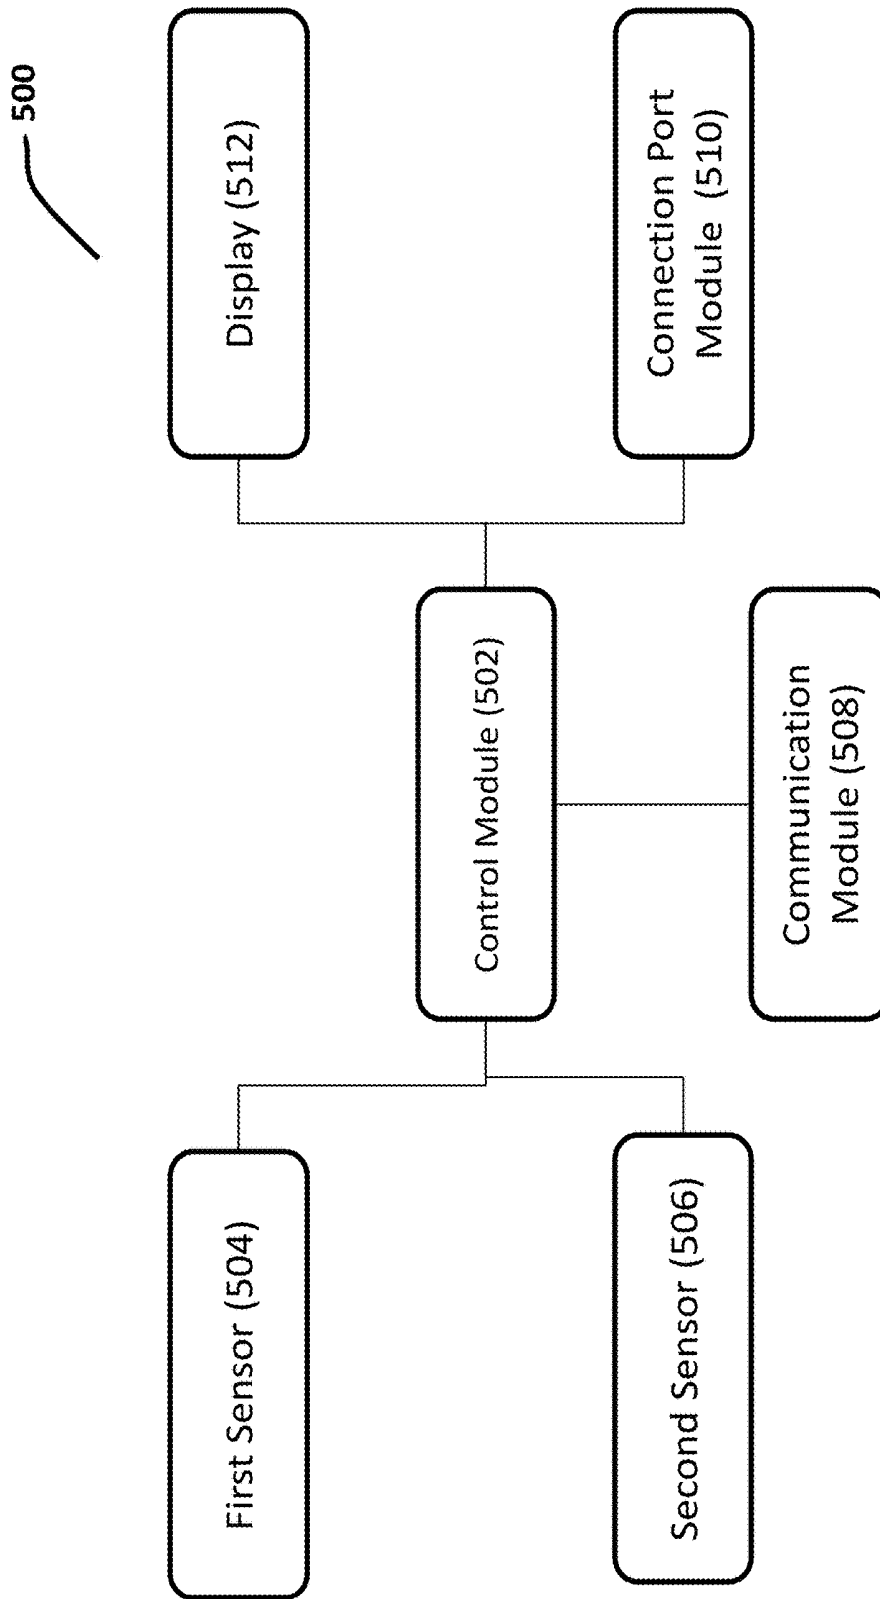 500
First Sensor (504)
Display (512)
Control Module (502)
Second Sensor (506)
Connection Port
Module (510)
Communication
Module (508)